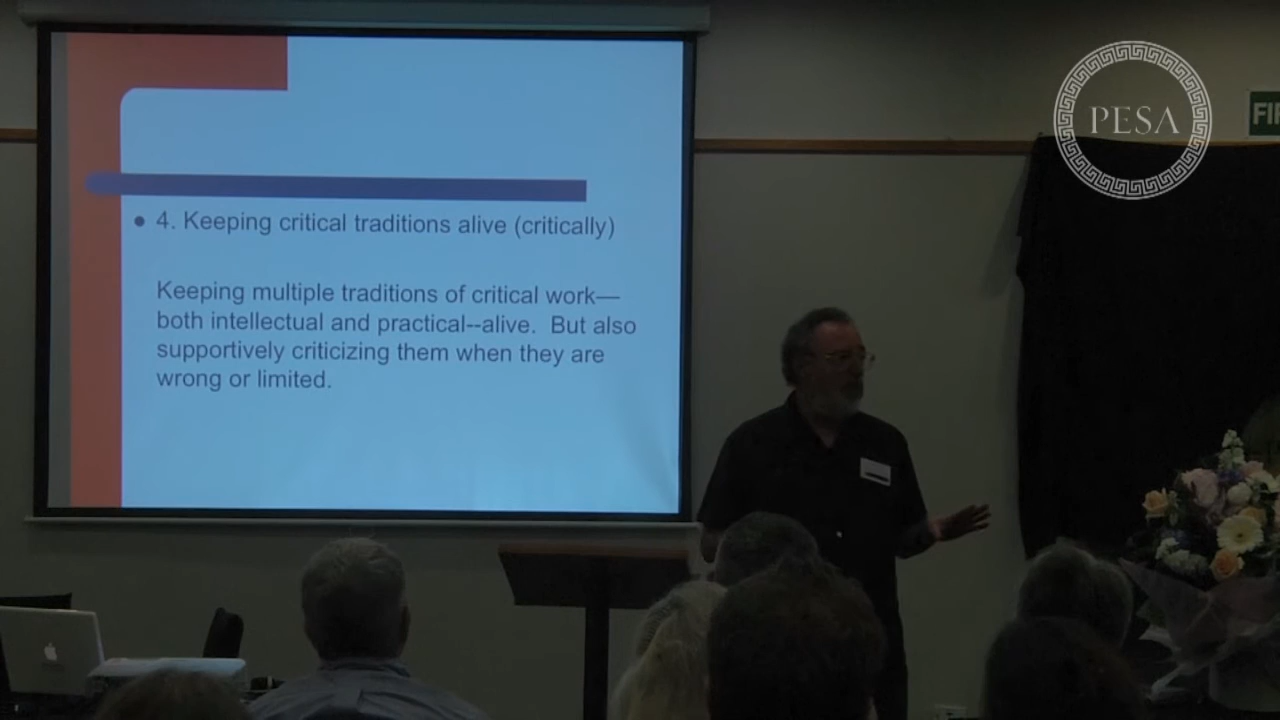 PESA
FI
• 4. Keeping critical traditions alive (critically)
Keeping multiple traditions of critical work—
both intellectual and practical--alive.  But also
supportively criticizing them when they are
wrong or limited.